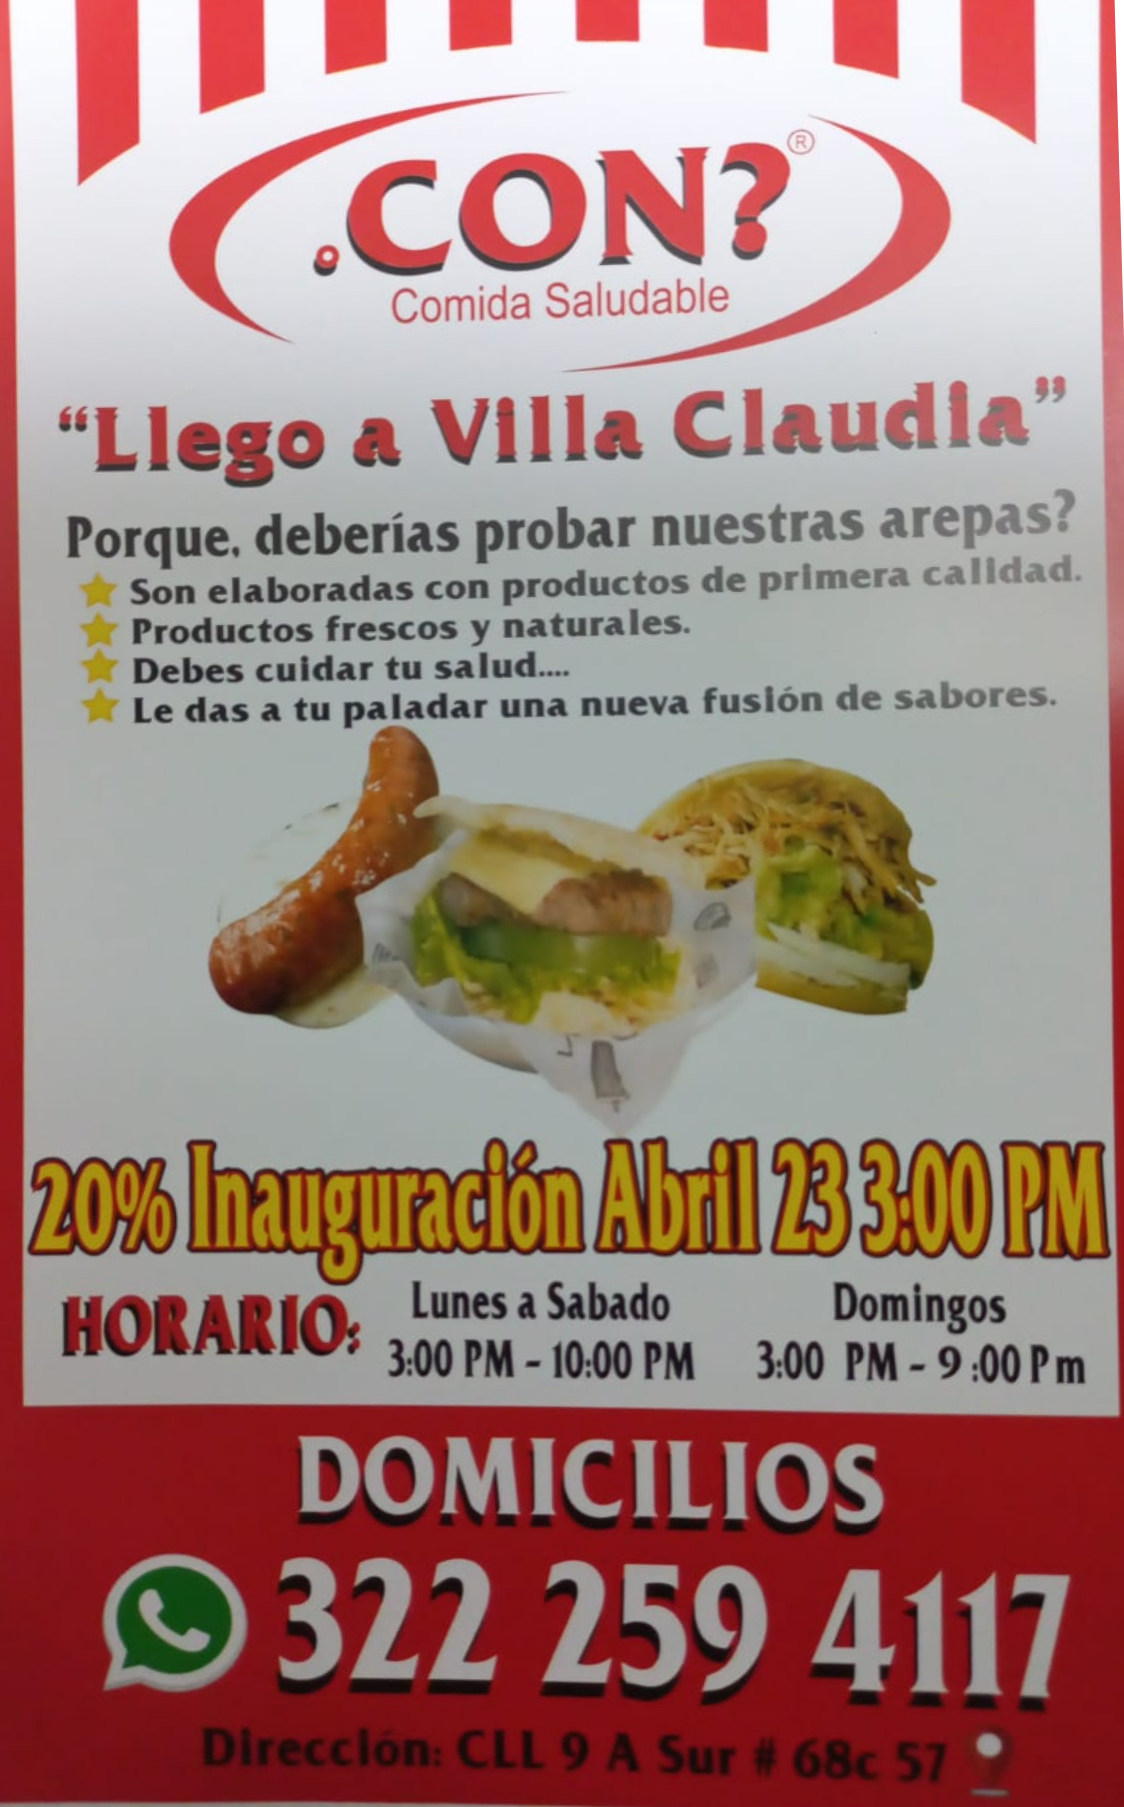 .CON?®
Comida Saludable
“Llego a Villa Claudia”
Porque, deberías probar nuestras arepas?
Son elaboradas con productos de primera calidad.
Productos frescos y naturales.
Debes cuidar tu salud....
Le das a tu paladar una nueva fusión de sabores.
20% Inauguración Abril 23 3:00 PM
HORARIO:
Lunes a Sabado
3:00 PM - 10:00 PM
Domingos
3:00 PM - 9 :00 Pm
DOMICILIOS
322 259 4117
Dirección: CLL 9 A Sur # 68c 57